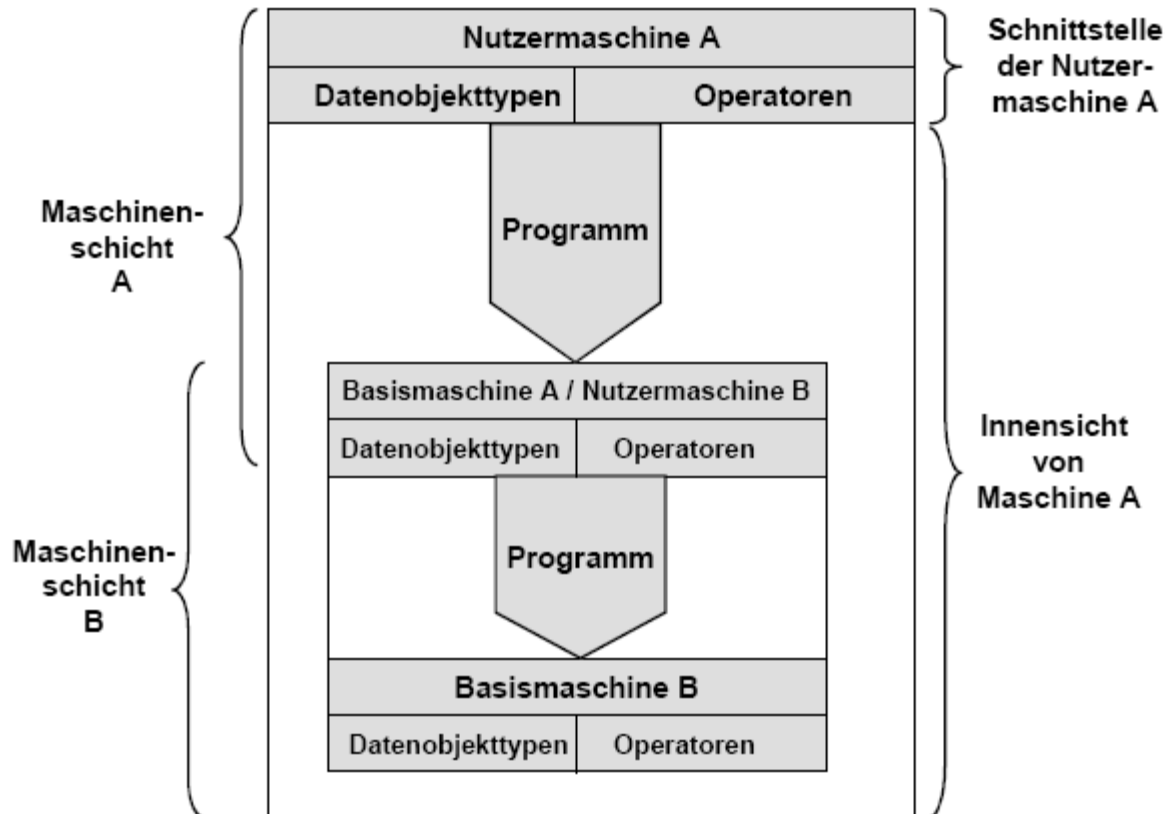 Nutzermaschine A
Datenobjekttypen
Operatoren
Schnittstelle
der Nutzer-
maschine A
Maschinen-
schicht
A
Programm
Basismaschine A / Nutzermaschine B
Datenobjekttypen
Operatoren
Innensicht
von
Maschine A
Maschinen-
schicht
B
Programm
Basismaschine B
Datenobjekttypen
Operatoren